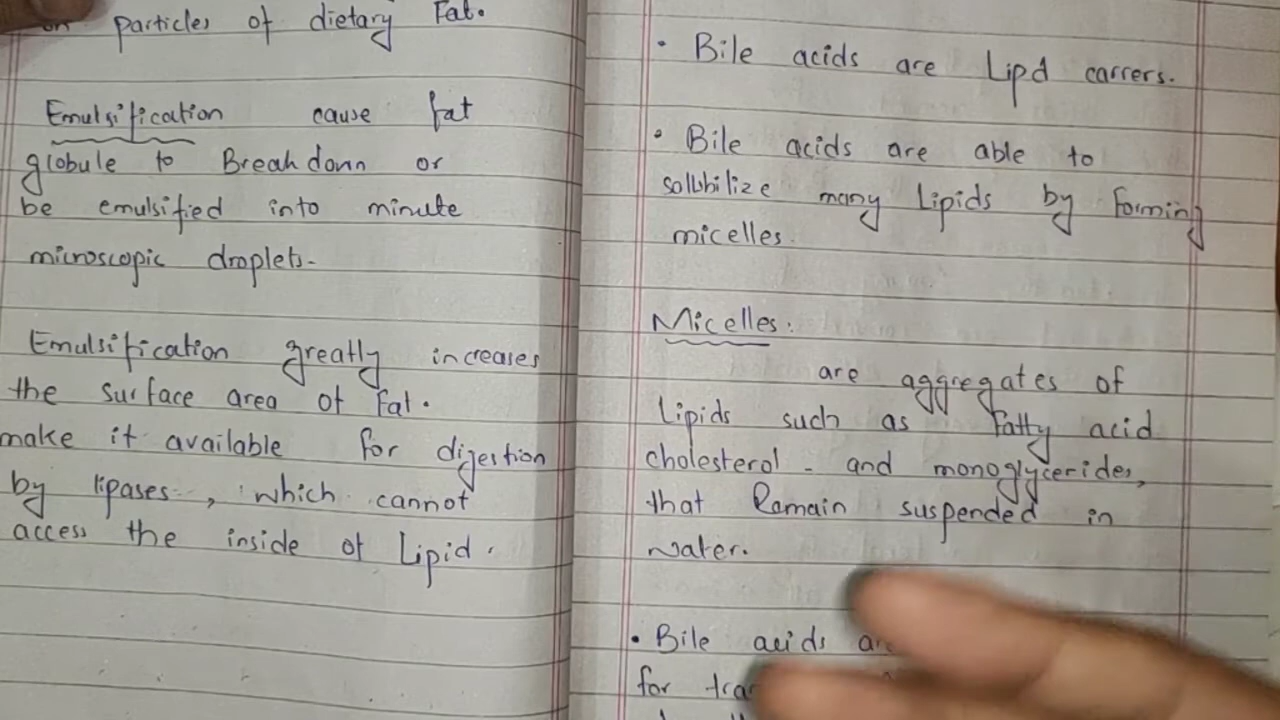 on particles of dietary Fat.
Emulsification cause fat
globule to Breakdown or
be emulsified into minute
microscopic droplets.
Emulsification greatly increases
the surface area of Fat.
make it available for digestion
by lipases, which cannot
access the inside of Lipid.
• Bile acids are Lipd carrers.
• Bile acids are able to
solubilize many Lipids by Forming
micelles.
Micelles.
are aggregates of
Lipids such as Fatty acid
cholesterol - and monoglycerides,
that Remain suspended in
water.
• Bile acids
for